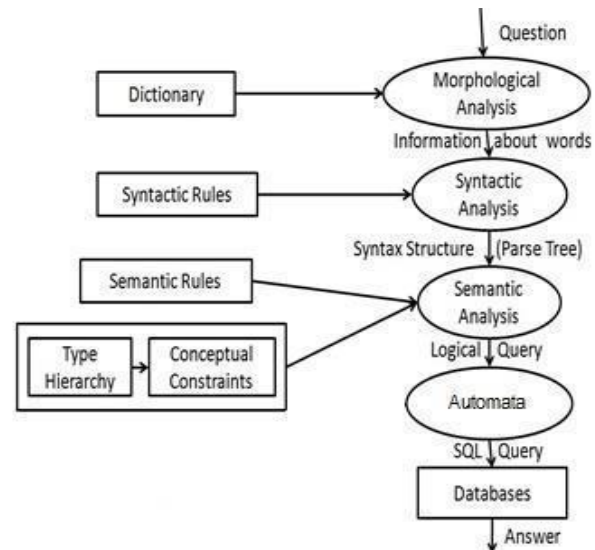 Question
Morphological
Analysis
Dictionary
Information about words
Syntactic
Analysis
Syntactic Rules
Syntax Structure (Parse Tree)
Semantic Rules
Semantic
Analysis
Type
Hierarchy
Conceptual
Constraints
Logical Query
Automata
SQL Query
Databases
Answer